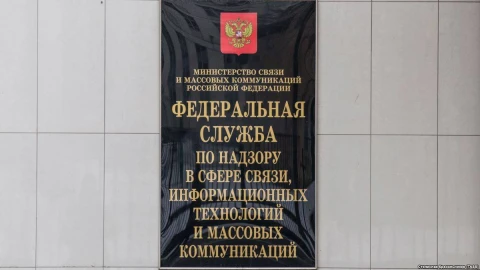 МИНИСТЕРСТВО СВЯЗИ
И МАССОВЫХ КОММУНИКАЦИЙ
РОССИЙСКОЙ ФЕДЕРАЦИИ
ФЕДЕРАЛЬНАЯ
СЛУЖБА
ПО НАДЗОРУ
В СФЕРЕ СВЯЗИ,
ИНФОРМАЦИОННЫХ
ТЕХНОЛОГИЙ
И МАССОВЫХ
КОММУНИКАЦИЙ